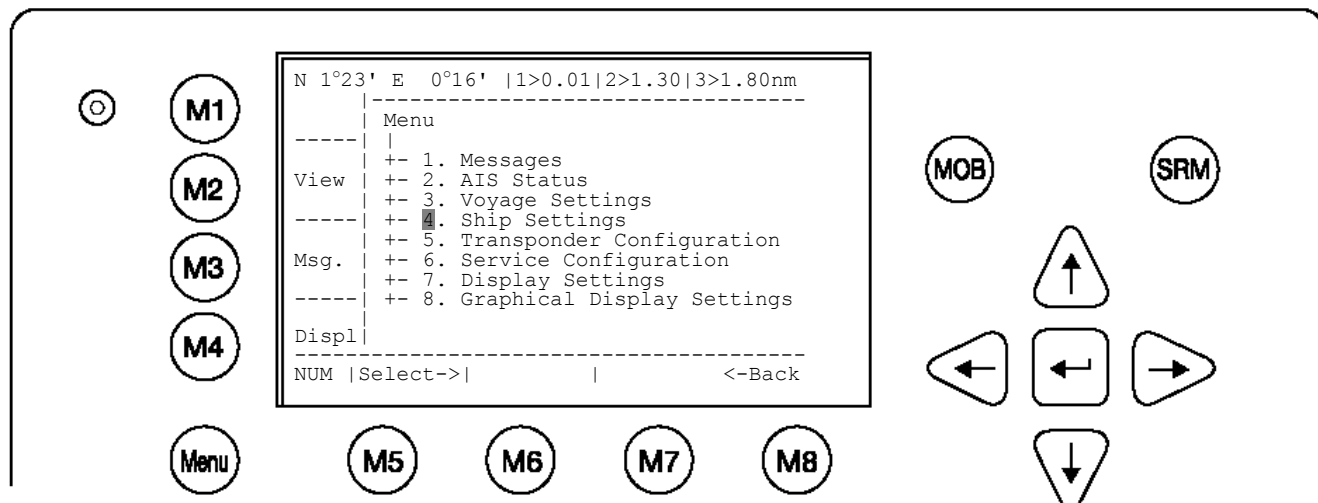 N 1°23' E  0°16' |1>0.01|2>1.30|3>1.80nm
Menu
1. Messages
2. AIS Status
3. Voyage Settings
4. Ship Settings
5. Transponder Configuration
6. Service Configuration
7. Display Settings
8. Graphical Display Settings
View
Msg.
Displ
NUM |Select->|         |         <-Back
M1
M2
M3
M4
Menu
M5
M6
M7
M8
MOB
SRM